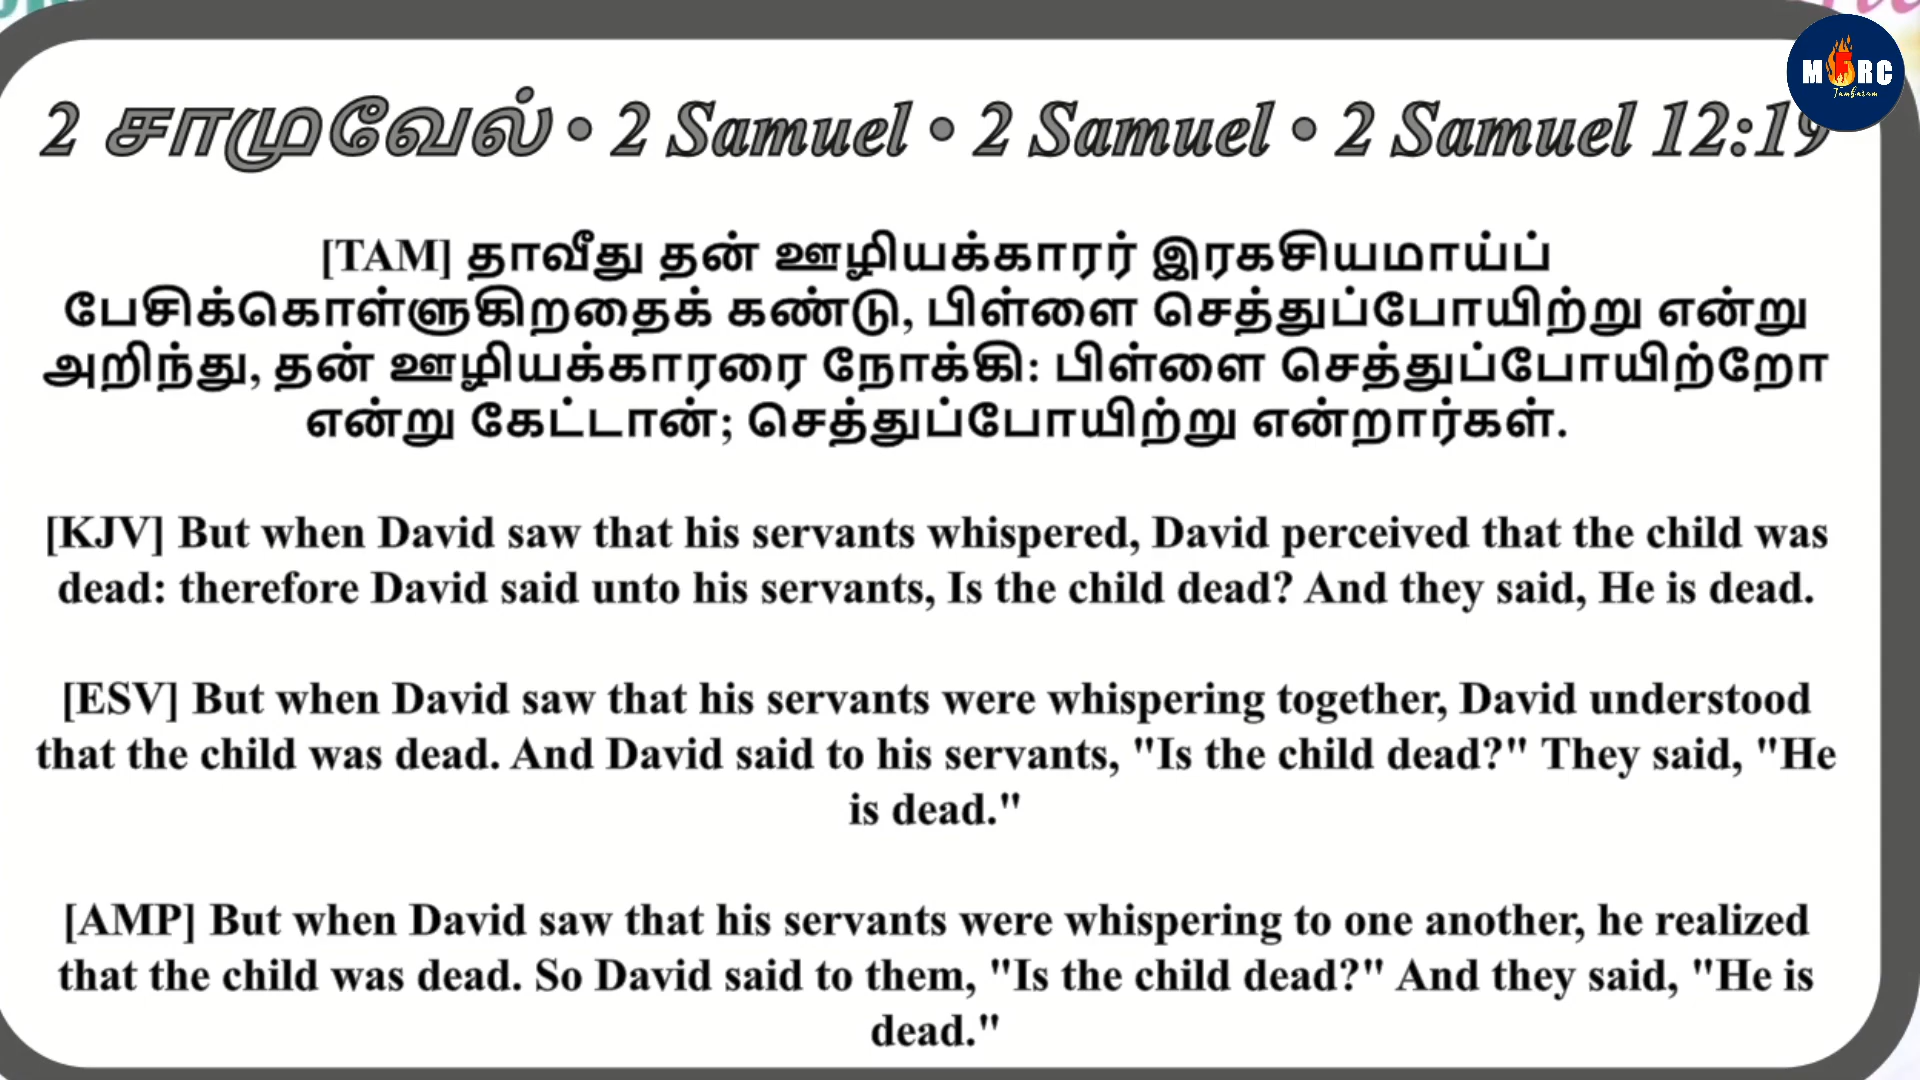 2 சாமுவேல் • 2 Samuel • 2 Samuel • 2 Samuel 12:19
MFRC
Tambaram
[TAM] தாவீது தன் ஊழியக்காரர் இரகசியமாய்ப்
பேசிக்கொள்ளுகிறதைக் கண்டு, பிள்ளை செத்துப்போயிற்று என்று
அறிந்து, தன் ஊழியக்காரரை நோக்கி: பிள்ளை செத்துப்போயிற்றோ
என்று கேட்டான்; செத்துப்போயிற்று என்றார்கள்.
[KJV] But when David saw that his servants whispered, David perceived that the child was
dead: therefore David said unto his servants, Is the child dead? And they said, He is dead.
[ESV] But when David saw that his servants were whispering together, David understood
that the child was dead. And David said to his servants, "Is the child dead?" They said, "He
is dead."
[AMP] But when David saw that his servants were whispering to one another, he realized
that the child was dead. So David said to them, "Is the child dead?" And they said, "He is
dead."